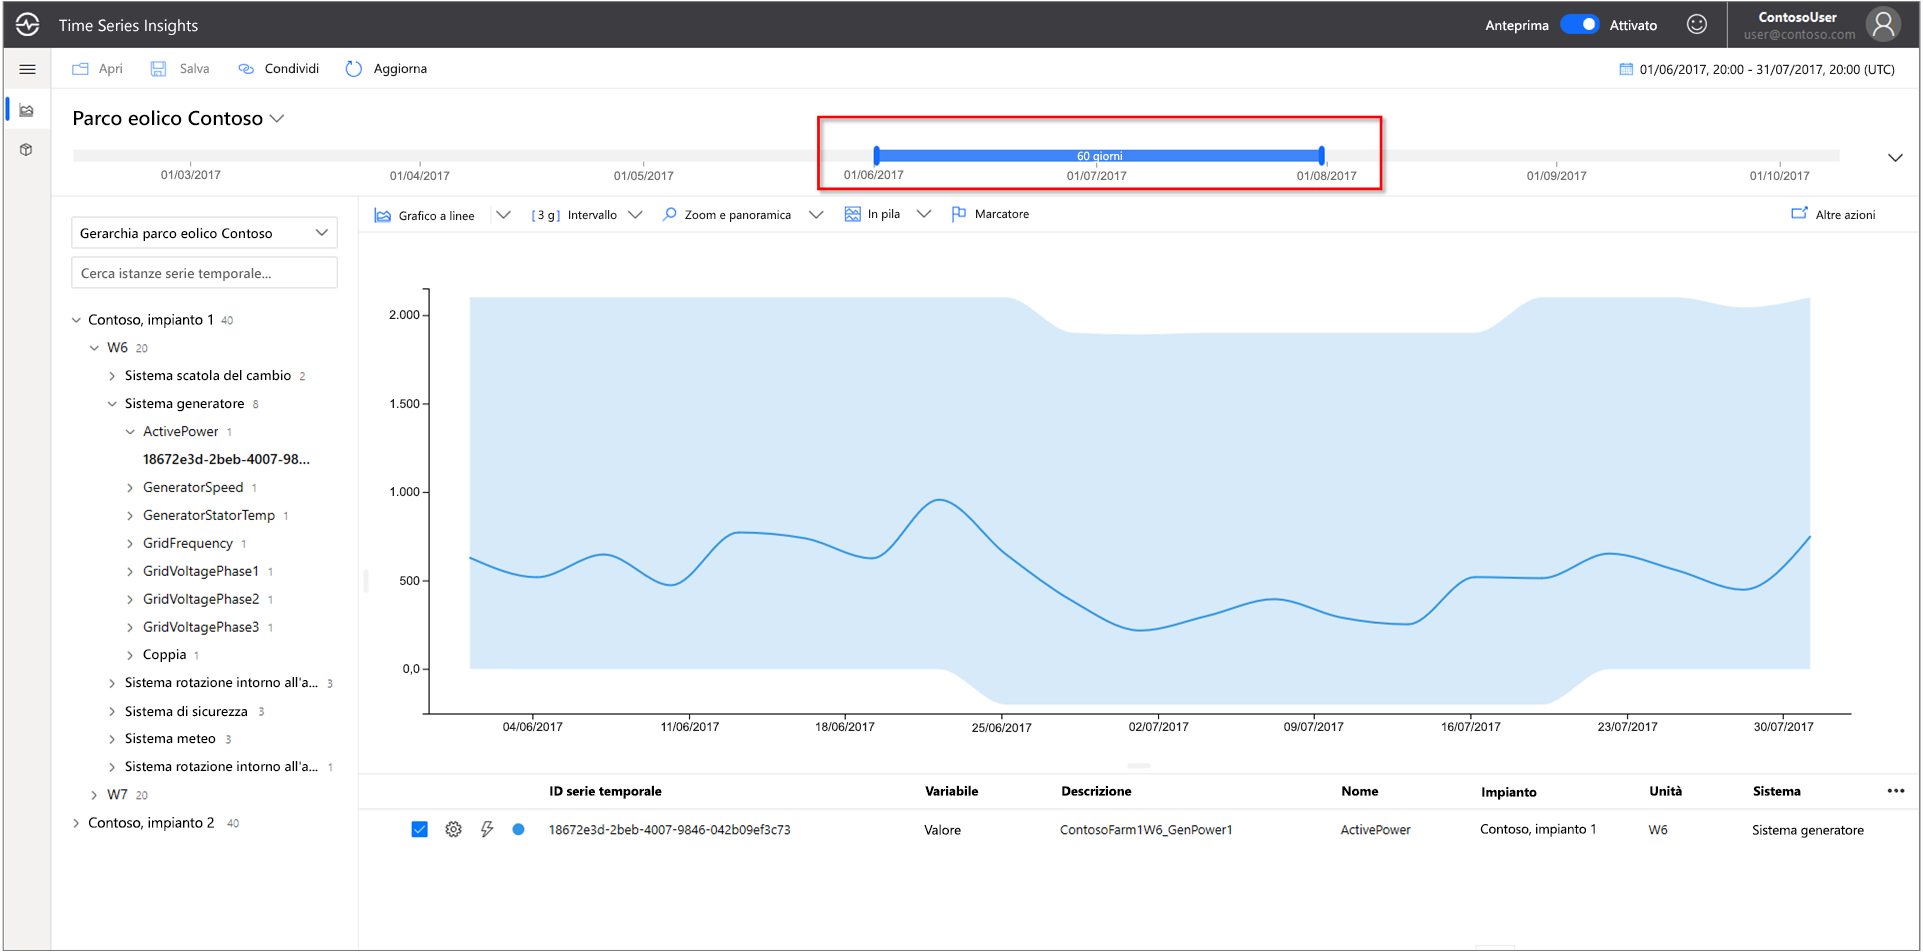 Time Series Insights
Anteprima Attivato
ContosoUser
user@contoso.com
Apri Salva Condividi Aggiorna
01/06/2017, 20:00 - 31/07/2017, 20:00 (UTC)
Parco eolico Contoso
60 giorni
01/03/2017 01/04/2017 01/05/2017 01/06/2017 01/07/2017 01/08/2017 01/09/2017 01/10/2017
Gerarchia parco eolico Contoso
Cerca istanze serie temporale...
Contoso, impianto 1 40
W6 20
Sistema scatola del cambio 2
Sistema generatore 8
ActivePower 1
18672e3d-2beb-4007-98...
GeneratorSpeed 1
GeneratorStatorTemp 1
GridFrequency 1
GridVoltagePhase1 1
GridVoltagePhase2 1
GridVoltagePhase3 1
Coppia 1
Sistema rotazione intorno all'a... 3
Sistema di sicurezza 3
Sistema meteo 3
Sistema rotazione intorno all'a... 1
W7 20
Contoso, impianto 2 40
Grafico a linee [3 g] Intervallo Zoom e panoramica In pila Marcatore Altre azioni
2.000
1.500
1.000
500
0,0
04/06/2017 11/06/2017 18/06/2017 25/06/2017 02/07/2017 09/07/2017 16/07/2017 23/07/2017 30/07/2017
ID serie temporale Variabile Descrizione Nome Impianto Unità Sistema
18672e3d-2beb-4007-9846-042b09ef3c73 Valore ContosoFarm1W6_GenPower1 ActivePower Contoso, impianto 1 W6 Sistema generatore